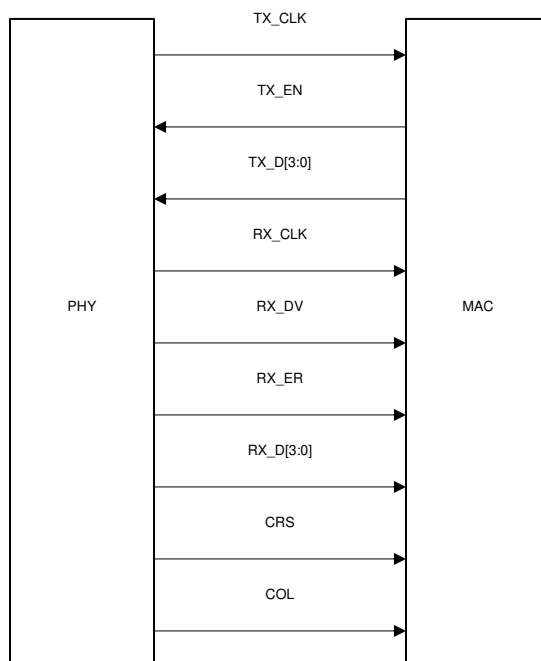 TX_CLK
TX_EN
TX_D[3:0]
RX_CLK
PHY
RX_DV
MAC
RX_ER
RX_D[3:0]
CRS
COL